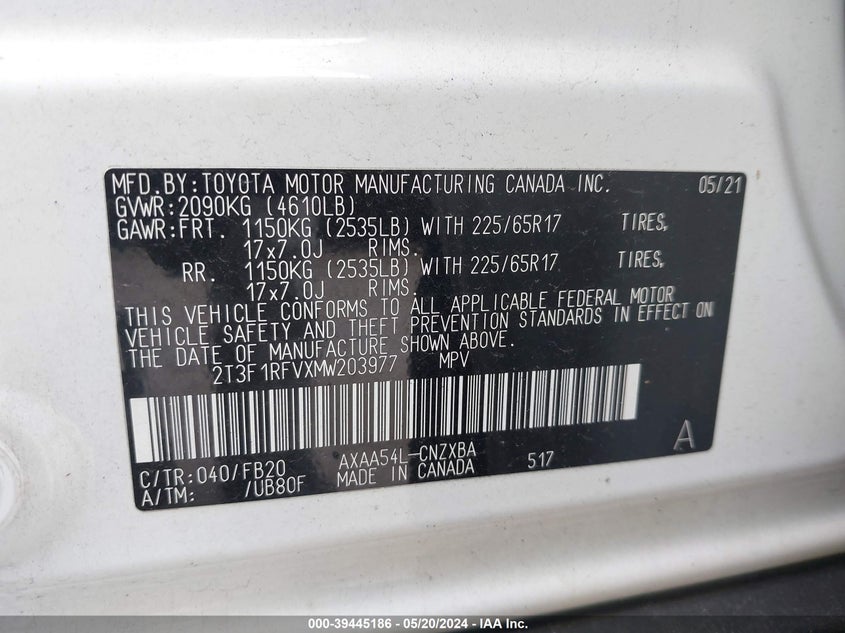 MFD.BY:TOYOTA MOTOR MANUFACTURING CANADA INC. 05/21
GVWR:2090KG (4610LB)
GAWR:FRT. 1150KG (2535LB) WITH 225/65R17 TIRES,
17x7.0J RIMS.
RR. 1150KG (2535LB) WITH 225/65R17 TIRES,
17x7.0J RIMS.
THIS VEHICLE CONFORMS TO ALL APPLICABLE FEDERAL MOTOR
VEHICLE SAFETY AND THEFT PREVENTION STANDARDS IN EFFECT ON
THE DATE OF MANUFACTURE SHOWN ABOVE.
2T3F1RFVXMW203977 MPV
C/TR:040/FB20 AXAA54L-CNZXBA 517 A
A/TM: /UB80F MADE IN CANADA
000-39445186 - 05/20/2024 - IAA Inc.